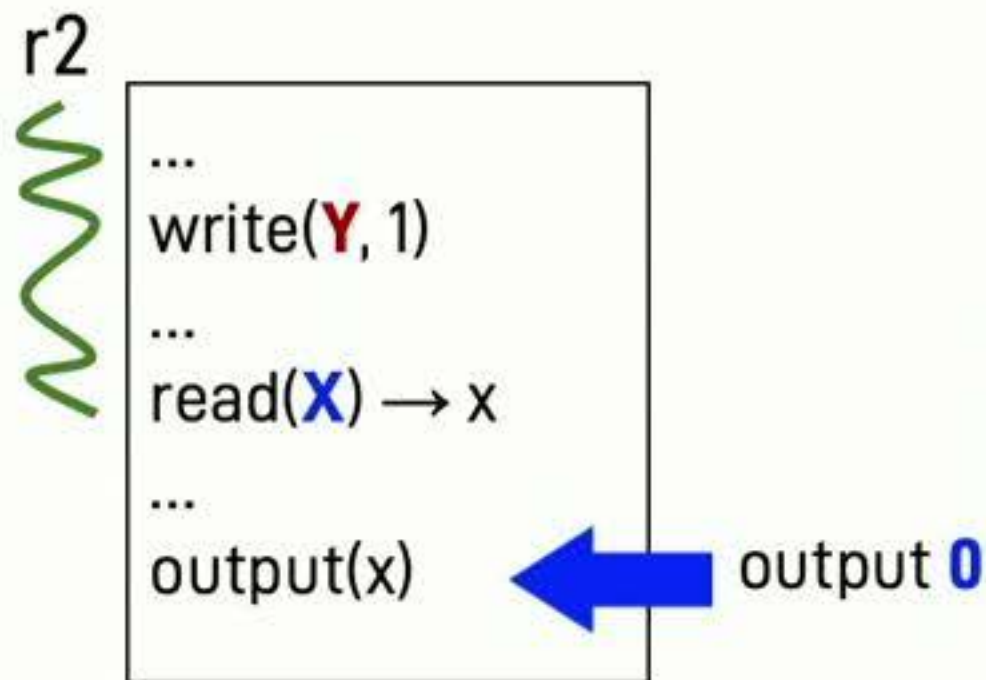 r2
...
write(Y, 1)
...
read(X) → x
...
output(x)
output 0